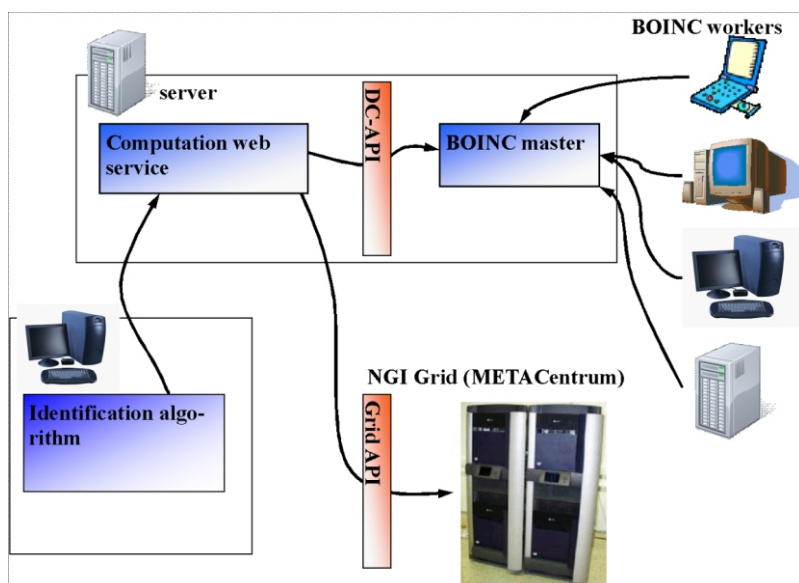 BOINC workers
server
DC-API
Computation web
service
BOINC master
NGI Grid (METACentrum)
Identification algo-
rithm
Grid API